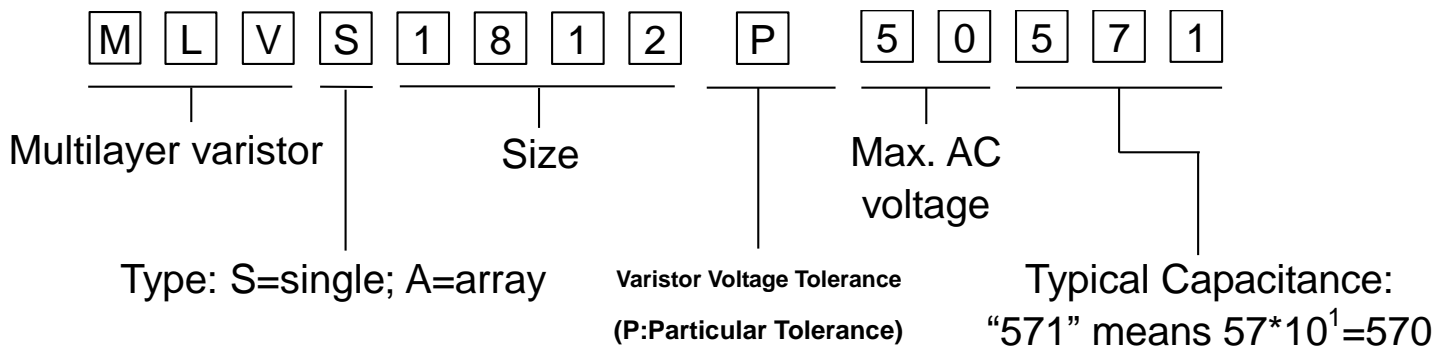 M L V S 1 8 1 2 P 5 0 5 7 1
Multilayer varistor
Size
Max. AC
voltage
Type: S=single; A=array
Varistor Voltage Tolerance
(P:Particular Tolerance)
Typical Capacitance:
“571” means 57*10¹=570